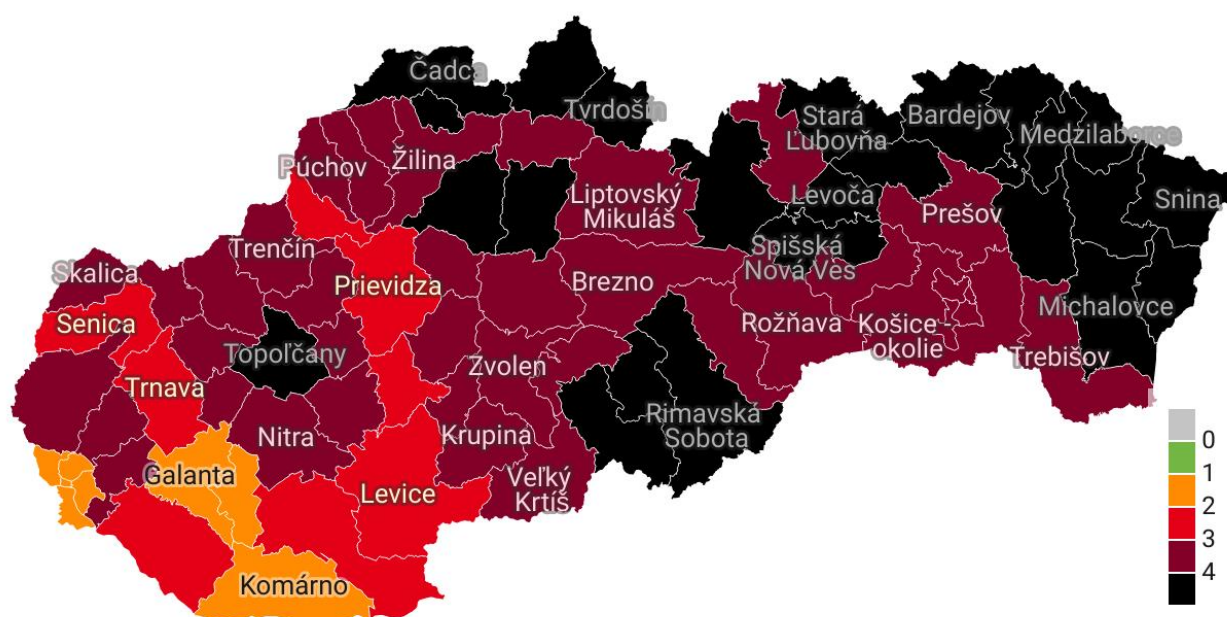 Čadca
Tvrdošín
Stará
Ľubovňa
Bardejov
Medzilaborce
Púchov
Žilina
Liptovský
Mikuláš
Levoča
Prešov
Snina
Trenčín
Spišská
Nová Ves
Skalica
Prievidza
Brezno
Michalovce
Senica
Rožňava
Košice -
okolie
Topoľčany
Zvolen
Trebišov
Trnava
Nitra
Krupina
Rimavská
Sobota
Galanta
Levice
Veľký
Krtíš
Komárno
0
1
2
3
4